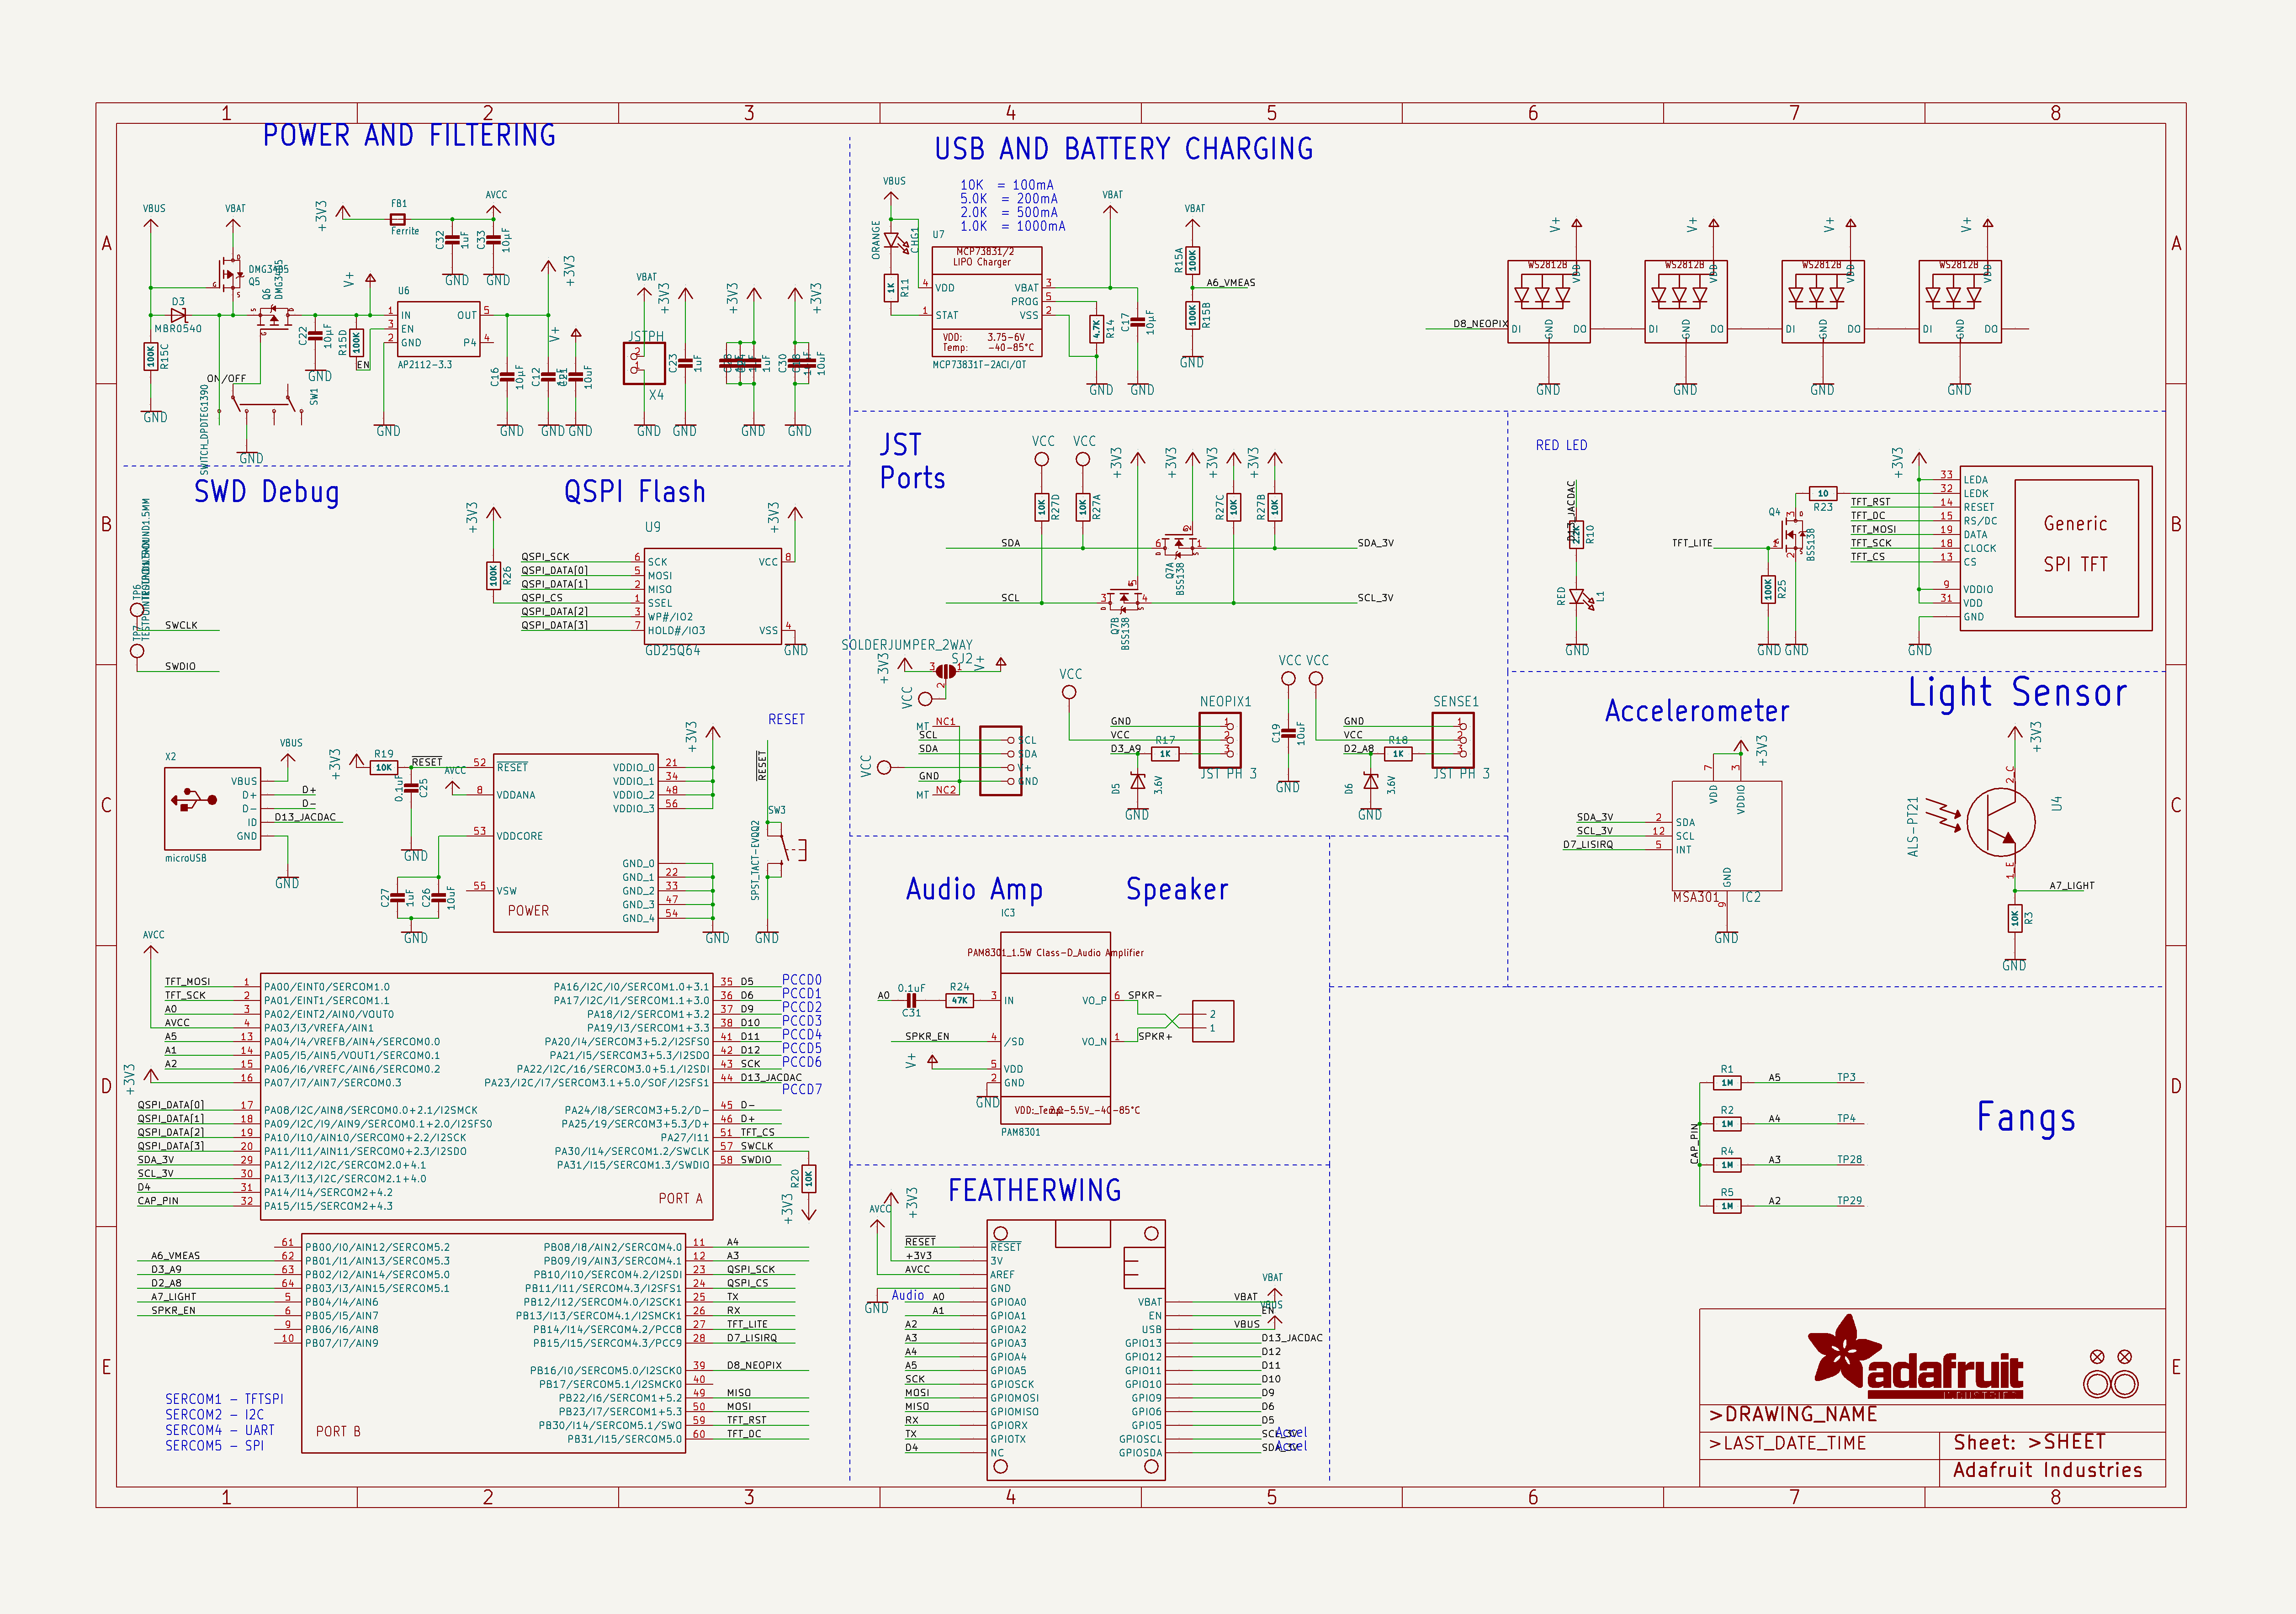 1 2 3 4 5 6 7 8
A
B
C
D
E
POWER AND FILTERING
VBUS
VBAT
+3V3
FB1
Ferrite
AVCC
C32
1uF
C33
10µF
GND
GND
DMG3405
Q5
Q6
DMG3405
V+
D3
MBR0540
100K
R15C
C22
10µF
GND
R15D
100K
EN
U6
1 IN
3 EN
2 GND
OUT 5
P4 4
AP2112-3.3
+3V3
V+
C16
10µF
C12
10uF
ON/OFF
SW1
SWITCH_DPDTEG1390
GND
GND
GND
GND
GND
GND
VBAT
JSTPH
2
1
X4
GND
+3V3
C23
1uF
GND
+3V3
1uF
GND
+3V3
C30
10uF
GND
USB AND BATTERY CHARGING
10K = 100mA
5.0K = 200mA
2.0K = 500mA
1.0K = 1000mA
VBUS
ORANGE
CHG1
1K
R11
U7
MCP73831/2
LIPO Charger
4 VDD
1 STAT
VBAT 3
PROG 5
VSS 2
VDD: 3.75-6V
Temp: -40-85°C
MCP73831T-2ACI/OT
VBAT
4.7K
R14
C17
10µF
GND
GND
VBAT
R15A
100K
A6_VMEAS
100K
R15B
GND
V+
WS2812B
VDD
DI
GND
DO
GND
V+
WS2812B
VDD
DI
GND
DO
GND
V+
WS2812B
VDD
DI
GND
DO
GND
V+
WS2812B
VDD
DI
GND
DO
GND
D8_NEOPIX
SWD Debug
TP6
TP7
SWCLK
SWDIO
QSPI Flash
+3V3
100K
R26
QSPI_SCK
QSPI_DATA[0]
QSPI_DATA[1]
QSPI_CS
QSPI_DATA[2]
QSPI_DATA[3]
U9
6 SCK
5 MOSI
2 MISO
1 SSEL
3 WP#/IO2
7 HOLD#/IO3
VCC 8
VSS 4
GD25Q64
+3V3
GND
JST
Ports
VCC
VCC
+3V3
+3V3
+3V3
+3V3
10K
R27D
10K
R27A
10K
R27C
10K
R27B
SDA
SDA_3V
Q7A
BSS138
SCL
SCL_3V
Q7B
BSS138
SOLDERJUMPER_2WAY
+3V3
3
1
2
SJ2
V+
VCC
MT NC1
SCL
SDA
GND
MT NC2
VCC
SCL
SDA
V+
GND
VCC
GND
VCC
D3_A9
R17
1K
D5
3.6V
GND
NEOPIX1
1
2
3
JST PH 3
VCC VCC
C19
10uF
GND
GND
VCC
D2_A8
R18
1K
D6
3.6V
GND
SENSE1
1
2
3
JST PH 3
RED LED
D13_JACDAC
2.2K
R10
RED
L1
GND
TFT_LITE
Q4
BSS138
10
R23
100K
R25
GND
GND
TFT_RST
TFT_DC
TFT_MOSI
TFT_SCK
TFT_CS
+3V3
33 LEDA
32 LEDK
14 RESET
15 RS/DC
19 DATA
18 CLOCK
13 CS
9 VDDIO
31 VDD
GND
GND
Generic
SPI TFT
Accelerometer
+3V3
7
3
VDD
VDDIO
SDA_3V 2 SDA
SCL_3V 12 SCL
D7_LISIRQ 5 INT
GND
9
MSA301 IC2
GND
Light Sensor
+3V3
2_C
1_E
ALS-PT21
U4
A7_LIGHT
10K
R3
GND
X2
VBUS
D+
D-
ID
GND
microUSB
VBUS
D+
D-
D13_JACDAC
GND
+3V3
R19
10K
RESET
0.1uF
C25
AVCC
GND
C27
1uF
C26
10uF
GND
52 RESET
8 VDDANA
53 VDDCORE
55 VSW
POWER
VDDIO_0 21
VDDIO_1 34
VDDIO_2 48
VDDIO_3 56
GND_0
GND_1 22
GND_2 33
GND_3 47
GND_4 54
+3V3
GND
RESET
RESET
SW3
SPST_TACT-EVQQ2
GND
Audio Amp
Speaker
IC3
PAM8301_1.5W Class-D_Audio Amplifier
A0
0.1uF
C31
R24
47K
3 IN
SPKR_EN 4 /SD
V+
5 VDD
2 GND
GND
VO_P 6 SPKR-
VO_N 1 SPKR+
2
1
PAM8301
AVCC
+3V3
TFT_MOSI 1 PA00/EINT0/SERCOM1.0
TFT_SCK 2 PA01/EINT1/SERCOM1.1
A0 3 PA02/EINT2/AIN0/VOUT0
AVCC 4 PA03/I3/VREFA/AIN1
A5 13 PA04/I4/VREFB/AIN4/SERCOM0.0
A1 14 PA05/I5/AIN5/VOUT1/SERCOM0.1
A2 15 PA06/I6/VREFC/AIN6/SERCOM0.2
16 PA07/I7/AIN7/SERCOM0.3
QSPI_DATA[0] 17 PA08/I2C/AIN8/SERCOM0.0+2.1/I2SMCK
QSPI_DATA[1] 18 PA09/I2C/I9/AIN9/SERCOM0.1+2.0/I2SFS0
QSPI_DATA[2] 19 PA10/I10/AIN10/SERCOM0+2.2/I2SCK
QSPI_DATA[3] 20 PA11/I11/AIN11/SERCOM0+2.3/I2SDO
SDA_3V 29 PA12/I12/I2C/SERCOM2.0+4.1
SCL_3V 30 PA13/I13/I2C/SERCOM2.1+4.0
D4 31 PA14/I14/SERCOM2+4.2
CAP_PIN 32 PA15/I15/SERCOM2+4.3
PA16/I2C/I0/SERCOM1.0+3.1 35 D5 PCCD0
PA17/I2C/I1/SERCOM1.1+3.0 36 D6 PCCD1
PA18/I2/SERCOM1+3.2 37 D9 PCCD2
PA19/I3/SERCOM1+3.3 38 D10 PCCD3
PA20/I4/SERCOM3+5.2/I2SFS0 41 D11 PCCD4
PA21/I5/SERCOM3+5.3/I2SDO 42 D12 PCCD5
PA22/I2C/16/SERCOM3.0+5.1/I2SDI 43 SCK PCCD6
PA23/I2C/I7/SERCOM3.1+5.0/SOF/I2SFS1 44 D13_JACDAC PCCD7
PA24/I8/SERCOM3+5.2/D- 45 D-
PA25/19/SERCOM3+5.3/D+ 46 D+
PA27/I11 51 TFT_CS
PA30/I14/SERCOM1.2/SWCLK 57 SWCLK
PA31/I15/SERCOM1.3/SWDIO 58 SWDIO
PORT A
R20
10K
+3V3
61 PB00/I0/AIN12/SERCOM5.2
A6_VMEAS 62 PB01/I1/AIN13/SERCOM5.3
D3_A9 63 PB02/I2/AIN14/SERCOM5.0
D2_A8 64 PB03/I3/AIN15/SERCOM5.1
A7_LIGHT 5 PB04/I4/AIN6
SPKR_EN 6 PB05/I5/AIN7
9 PB06/I6/AIN8
10 PB07/I7/AIN9
PB08/I8/AIN2/SERCOM4.0 11 A4
PB09/I9/AIN3/SERCOM4.1 12 A3
PB10/I10/SERCOM4.2/I2SDI 23 QSPI_SCK
PB11/I11/SERCOM4.3/I2SFS1 24 QSPI_CS
PB12/I12/SERCOM4.0/I2SCK1 25 TX
PB13/I13/SERCOM4.1/I2SMCK1 26 RX
PB14/I14/SERCOM4.2/PCC8 27 TFT_LITE
PB15/I15/SERCOM4.3/PCC9 28 D7_LISIRQ
PB16/I0/SERCOM5.0/I2SCK0 39 D8_NEOPIX
PB17/SERCOM5.1/I2SMCK0 40
PB22/I6/SERCOM1+5.2 49 MISO
PB23/I7/SERCOM1+5.3 50 MOSI
PB30/I14/SERCOM5.1/SWO 59 TFT_RST
PB31/I15/SERCOM5.0 60 TFT_DC
PORT B
SERCOM1 - TFTSPI
SERCOM2 - I2C
SERCOM4 - UART
SERCOM5 - SPI
FEATHERWING
+3V3
AVCC
RESET RESET
+3V3 3V
AVCC AREF
GND
GND
Audio A0 GPIOA0
A1 GPIOA1
A2 GPIOA2
A3 GPIOA3
A4 GPIOA4
A5 GPIOA5
SCK GPIOSCK
MOSI GPIOMOSI
MISO GPIOMISO
RX GPIORX
TX GPIOTX
D4 NC
VBAT
VBAT VBAT
EN EN
VBUS
USB VBUS
GPIO13 D13_JACDAC
GPIO12 D12
GPIO11 D11
GPIO10 D10
GPIO9 D9
GPIO6 D6
GPIO5 D5
GPIOSCL SCL_3V Accel
GPIOSDA SDA_3V Accel
Fangs
CAP_PIN
R1 1M A5 TP3
R2 1M A4 TP4
R4 1M A3 TP28
R5 1M A2 TP29
adafruit
INDUSTRIES
>DRAWING_NAME
>LAST_DATE_TIME
Sheet: >SHEET
Adafruit Industries
A
B
C
D
E
1 2 3 4 5 6 7 8